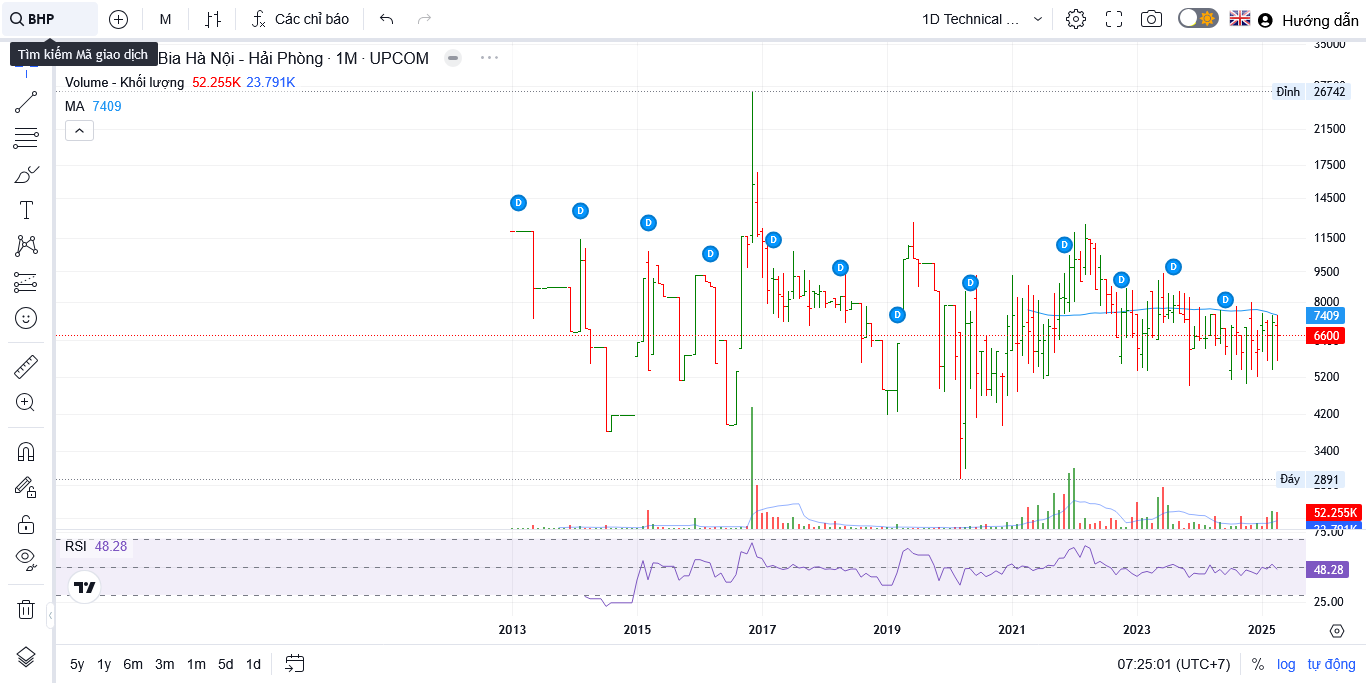 BHP
M
Các chỉ báo
1D Technical ...
Hướng dẫn
Tìm kiếm Mã giao dịch
Bia Hà Nội - Hải Phòng · 1M · UPCOM
Volume - Khối lượng 52.255K 23.791K
MA 7409
35000
Đỉnh 26742
21500
17500
14500
11500
9500
8000
7409
6600
5200
4200
3400
Đáy 2891
52.255K
23.791K
75.00
D
D
D
D
D
D
D
D
D
D
D
D
RSI 48.28
48.28
25.00
2013 2015 2017 2019 2021 2023 2025
5y 1y 6m 3m 1m 5d 1d
07:25:01 (UTC+7) % log tự động